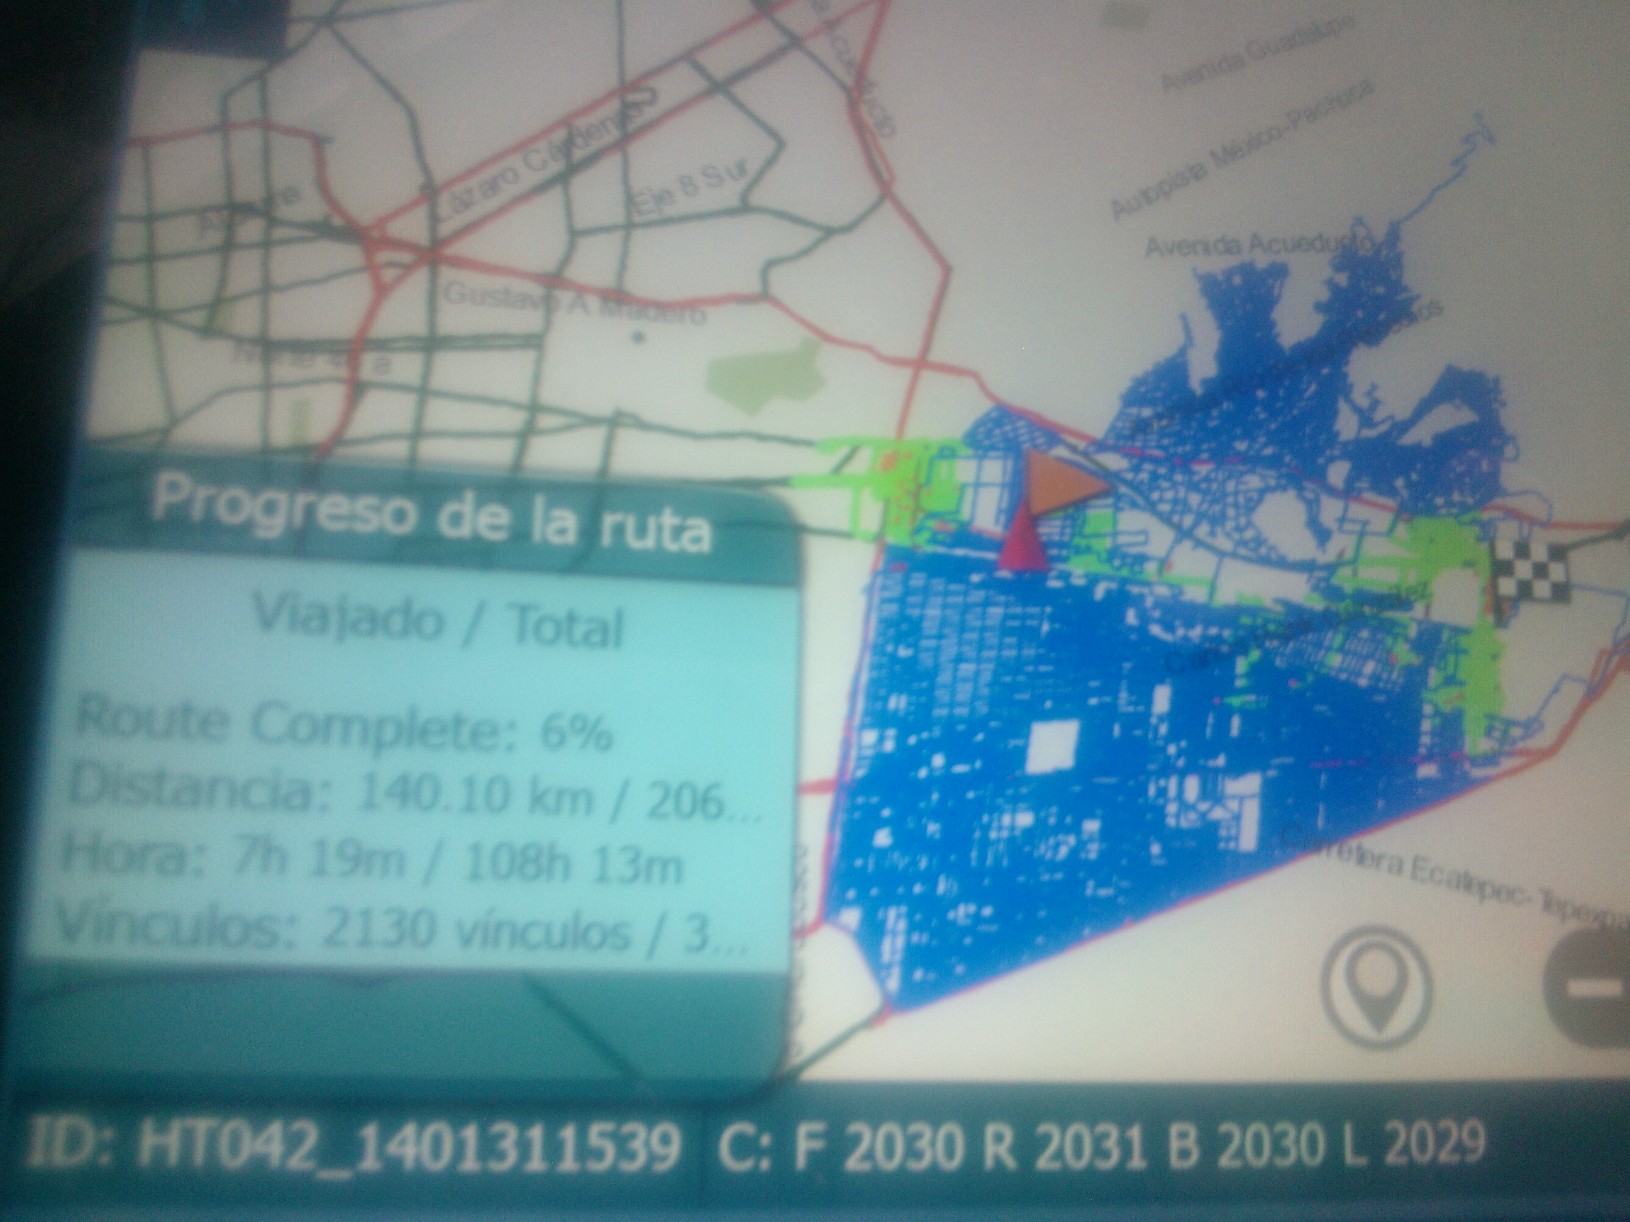 Avenida Guadalupe
Autopista México-Pachuca
Avenida Acueducto
Lázaro Cárdenas
Eje 8 Sur
Gustavo A Madero
Progreso de la ruta
Viajado / Total
Route Complete: 6%
Distancia: 140.10 km / 206...
Hora: 7h 19m / 108h 13m
Vínculos: 2130 vínculos / 3...
Carretera Ecatepec-Tepexpa
ID: HT042_1401311539 C: F 2030 R 2031 B 2030 L 2029